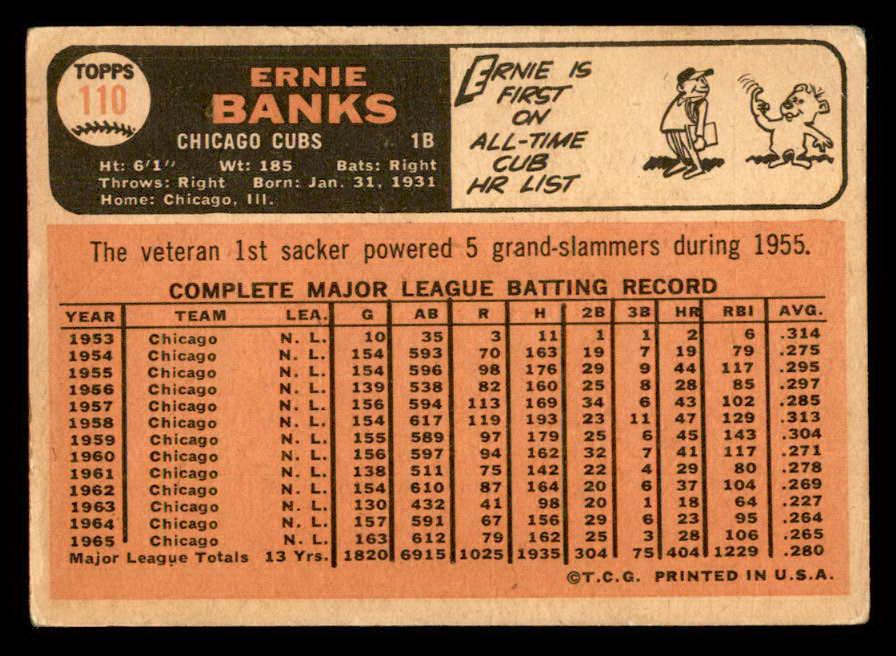 TOPPS
110
ERNIE
BANKS
CHICAGO CUBS 1B
Ht: 6'1" Wt: 185 Bats: Right
Throws: Right Born: Jan. 31, 1931
Home: Chicago, Ill.
ERNIE IS
FIRST
ON
ALL-TIME
CUB
HR LIST
The veteran 1st sacker powered 5 grand-slammers during 1955.
COMPLETE MAJOR LEAGUE BATTING RECORD
YEAR TEAM LEA. G AB R H 2B 3B HR RBI AVG.
1953 Chicago N. L. 10 35 3 11 1 1 2 6 .314
1954 Chicago N. L. 154 593 70 163 19 7 19 79 .275
1955 Chicago N. L. 154 596 98 176 29 9 44 117 .295
1956 Chicago N. L. 139 538 82 160 25 8 28 85 .297
1957 Chicago N. L. 156 594 113 169 34 6 43 102 .285
1958 Chicago N. L. 154 617 119 193 23 11 47 129 .313
1959 Chicago N. L. 155 589 97 179 25 6 45 143 .304
1960 Chicago N. L. 156 597 94 162 32 7 41 117 .271
1961 Chicago N. L. 138 511 75 142 22 4 29 80 .278
1962 Chicago N. L. 154 610 87 164 20 6 37 104 .269
1963 Chicago N. L. 130 432 41 98 20 1 18 64 .227
1964 Chicago N. L. 157 591 67 156 29 6 23 95 .264
1965 Chicago N. L. 163 612 79 162 25 3 28 106 .265
Major League Totals 13 Yrs. 1820 6915 1025 1935 304 75 404 1229 .280
©T.C.G. PRINTED IN U.S.A.